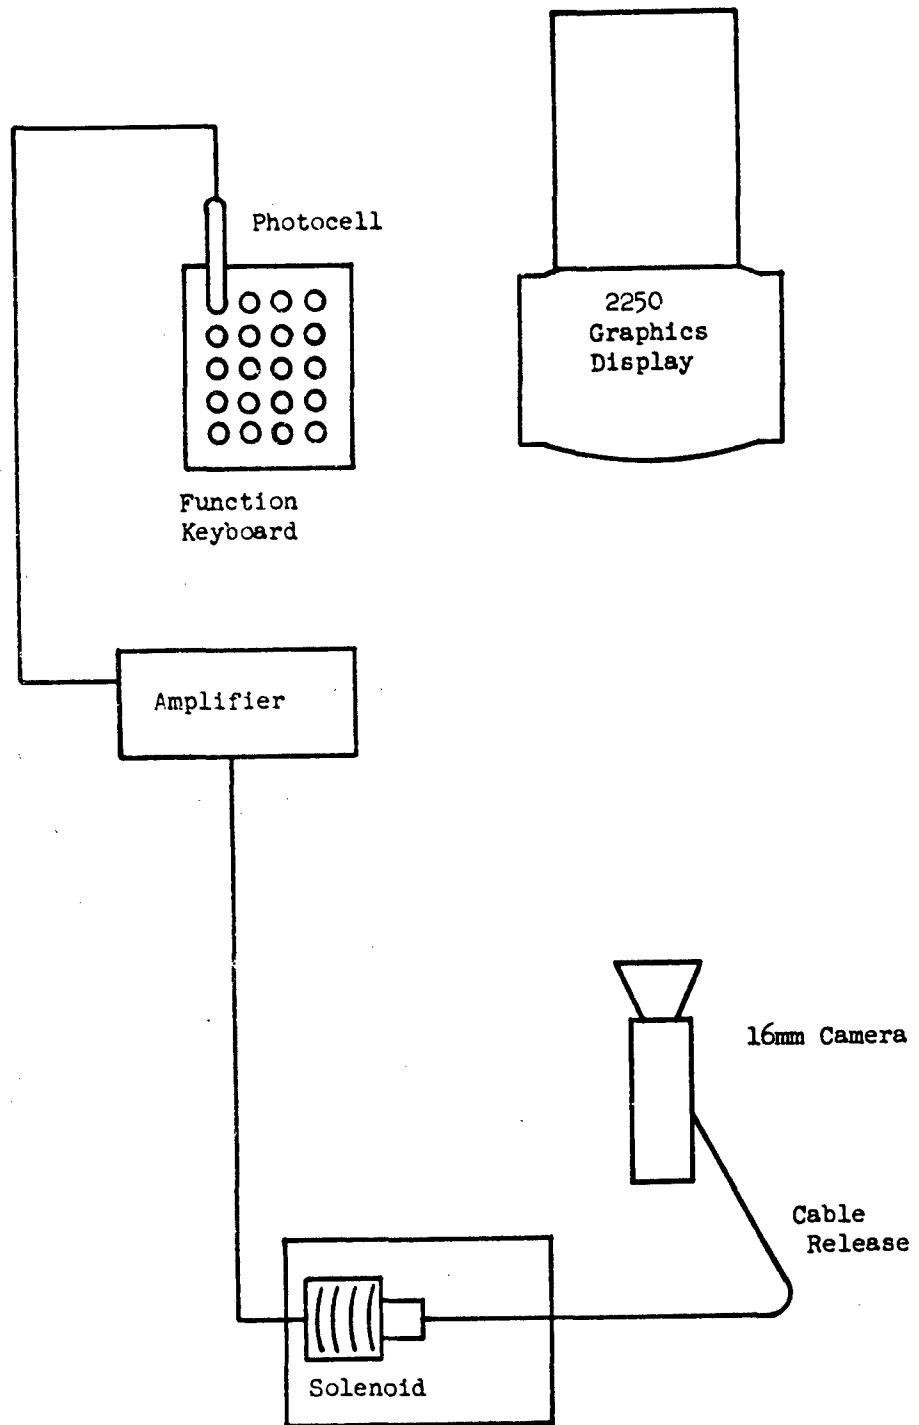 Photocell
2250
Graphics
Display
Function
Keyboard
Amplifier
16mm Camera
Cable
Release
Solenoid